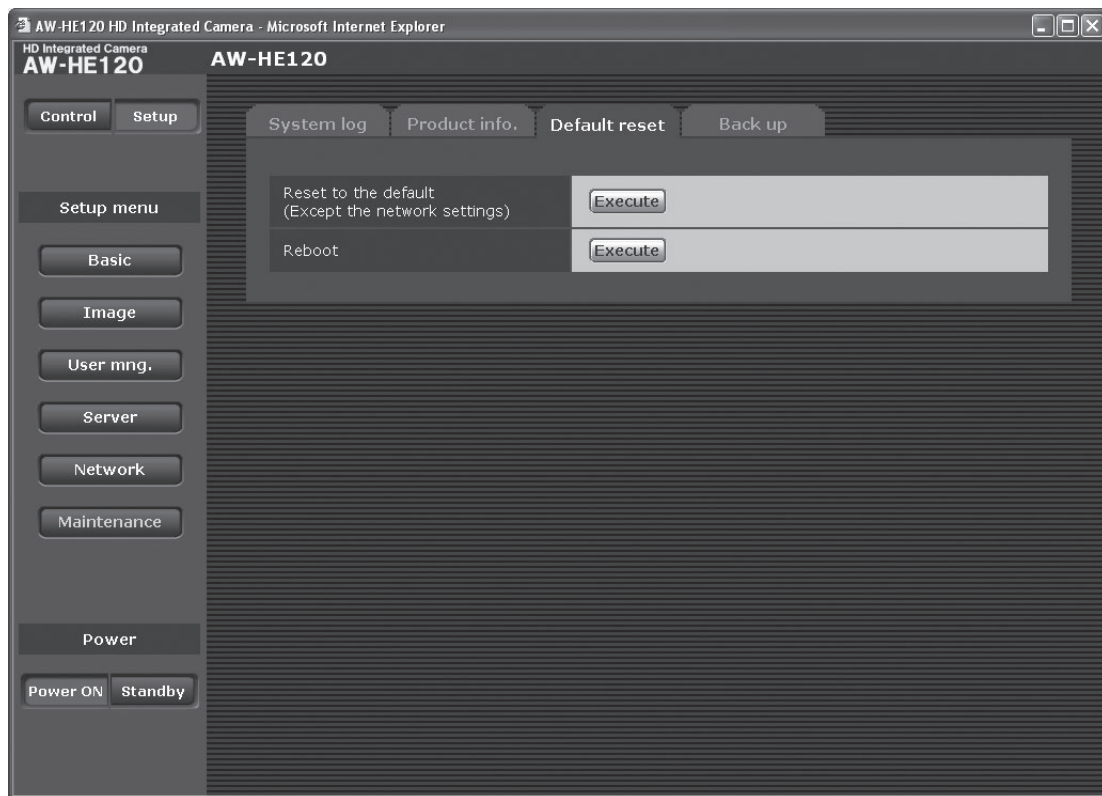 AW-HE120 HD Integrated Camera - Microsoft Internet Explorer
HD Integrated Camera
AW-HE120
AW-HE120
Control Setup
System log Product info. Default reset Back up
Reset to the default
(Except the network settings)
Execute
Reboot
Execute
Setup menu
Basic
Image
User mng.
Server
Network
Maintenance
Power
Power ON Standby